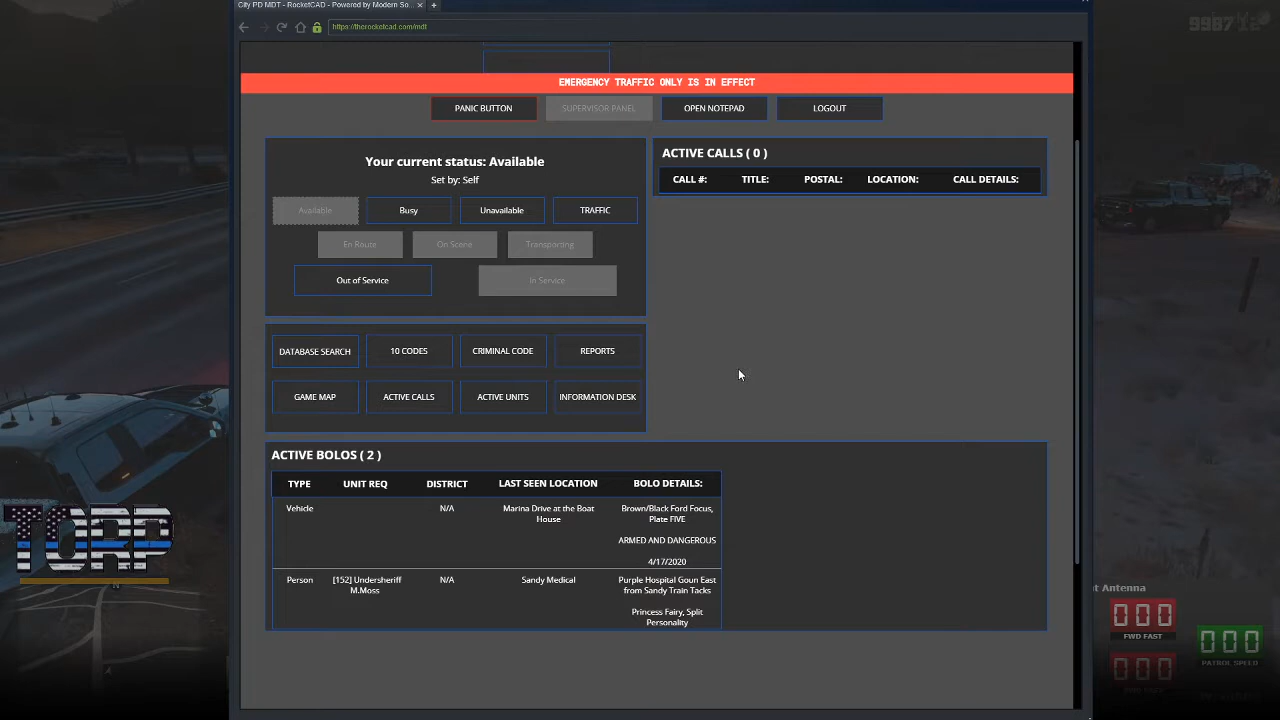 City PD MDT - RocketCAD - Powered by Modern So...
https://therocketcad.com/mdt
EMERGENCY TRAFFIC ONLY IS IN EFFECT
PANIC BUTTON
SUPERVISOR PANEL
OPEN NOTEPAD
LOGOUT
Your current status: Available
Set by: Self
Available
Busy
Unavailable
TRAFFIC
En Route
On Scene
Transporting
Out of Service
In Service
ACTIVE CALLS ( 0 )
CALL #:
TITLE:
POSTAL:
LOCATION:
CALL DETAILS:
DATABASE SEARCH
10 CODES
CRIMINAL CODE
REPORTS
GAME MAP
ACTIVE CALLS
ACTIVE UNITS
INFORMATION DESK
ACTIVE BOLOS ( 2 )
TYPE
UNIT REQ
DISTRICT
LAST SEEN LOCATION
BOLO DETAILS:
Vehicle
N/A
Marina Drive at the Boat
House
Brown/Black Ford Focus,
Plate FIVE
ARMED AND DANGEROUS
4/17/2020
Person
[152] Undersheriff
M.Moss
N/A
Sandy Medical
Purple Hospital Goun East
from Sandy Train Tacks
Princess Fairy, Split
Personality
TORP
Antenna
000
FWD FAST
000
PATROL SPEED
000